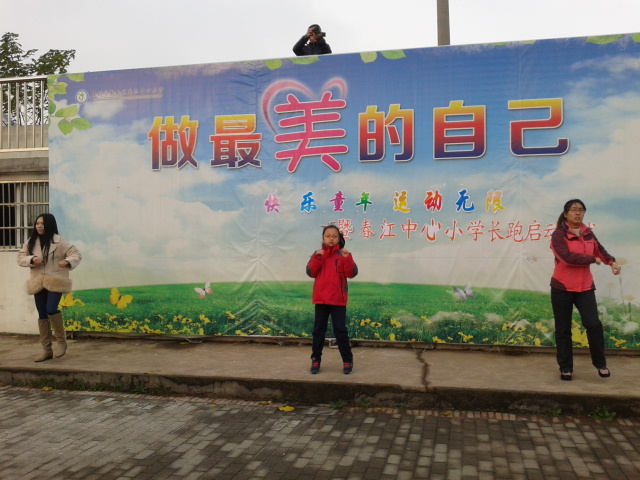 做最美的自己
快乐童年 运动无限
暨春江中心小学长跑启动